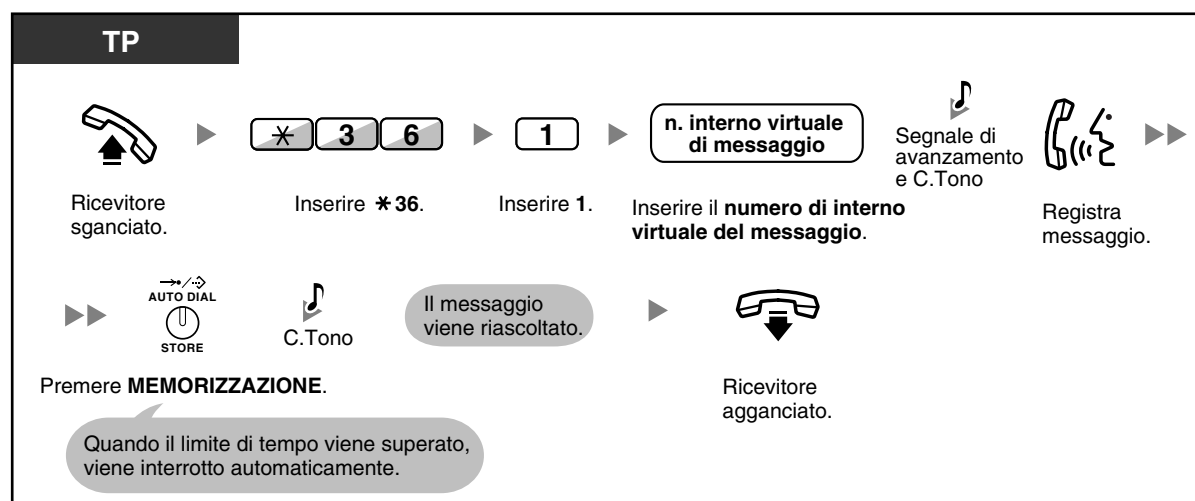 TP
✳ 3 6
1
n. interno virtuale
di messaggio
Segnale di
avanzamento
e C.Tono
Ricevitore
sganciato.
Inserire ✳36.
Inserire 1.
Inserire il numero di interno
virtuale del messaggio.
Registra
messaggio.
AUTO DIAL
STORE
C.Tono
Il messaggio
viene riascoltato.
Premere MEMORIZZAZIONE.
Ricevitore
agganciato.
Quando il limite di tempo viene superato,
viene interrotto automaticamente.